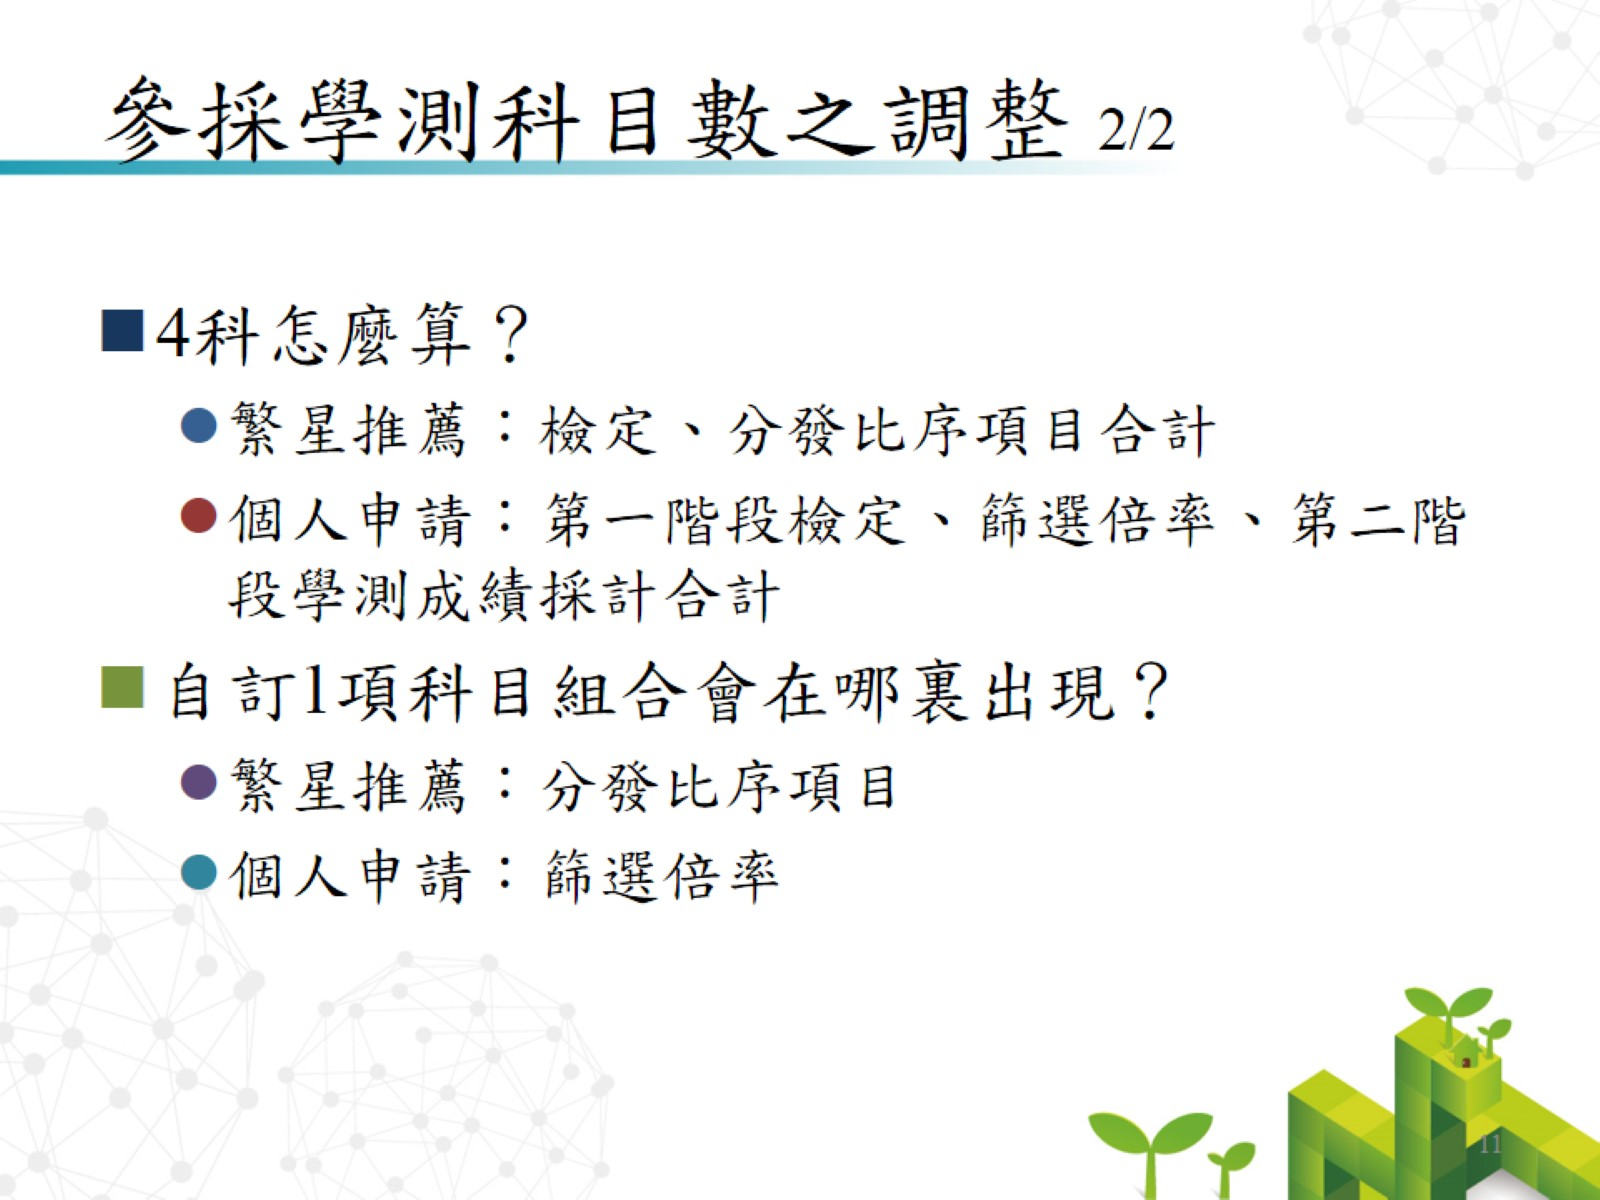 參採學測科目數之調整 2/2
4科怎麼算？
繁星推薦：檢定、分發比序項目合計
個人申請：第一階段檢定、篩選倍率、第二階
段學測成績採計合計
自訂1項科目組合會在哪裏出現？
繁星推薦：分發比序項目
個人申請：篩選倍率
11